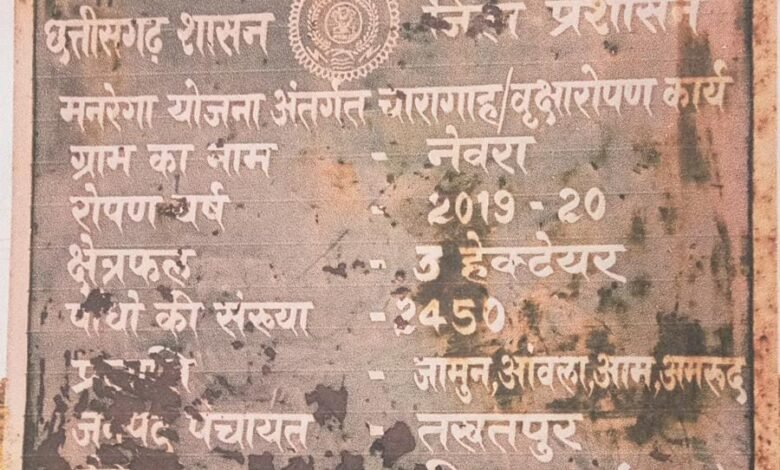 छत्तीसगढ़ शासन जिला प्रशासन
मनरेगा योजना अंतर्गत चारागाह/वृक्षारोपण कार्य
ग्राम का नाम - नेवरा
रोपण वर्ष - 2019 - 20
क्षेत्रफल - 3 हेक्टेयर
पौधो की संख्या - 2450
- जामुन,आंवला,आम,अमरुद
जनपद पंचायत - तखतपुर